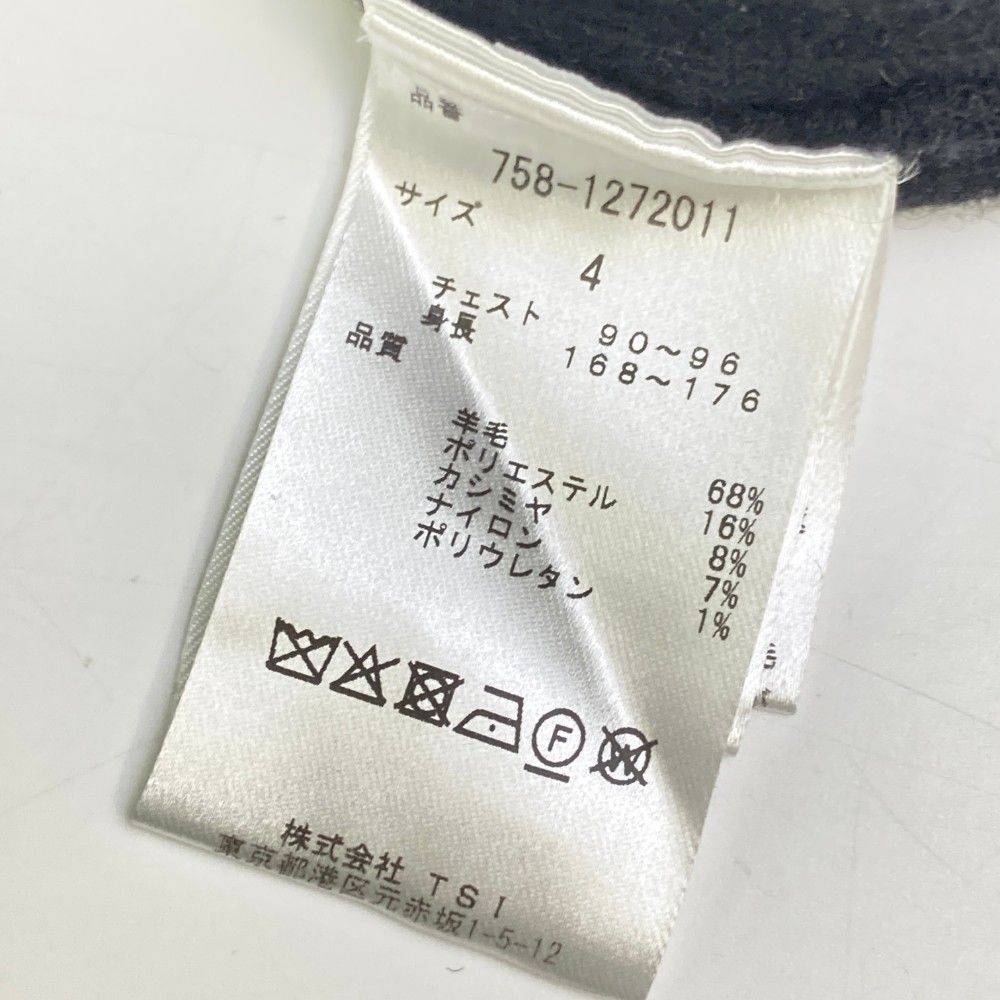 品番
758-1272011
サイズ
4
チェスト 90～96
身長 168～176
品質
羊毛 68%
ポリエステル 16%
カシミヤ 8%
ナイロン 7%
ポリウレタン 1%
F
W
株式会社 TSI
東京都港区元赤坂1-5-12